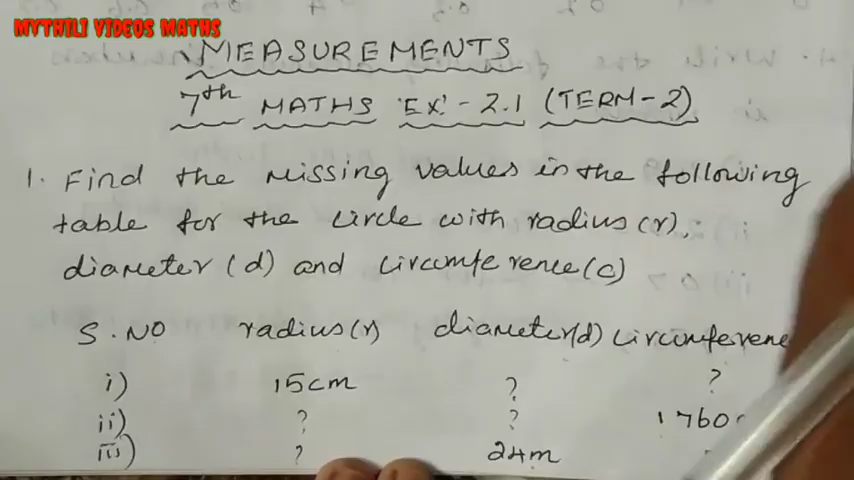 MYTHILI VIDEOS MATHS
MEASUREMENTS
7th MATHS 'EX' - 2.1 (TERM-2)
1. Find the missing values in the following
table for the circle with radius (r),
diameter (d) and circumference (c)
S.NO radius(r) diameter(d) circumference
i) 15cm ? ?
ii) ? ? 1760
iii) ? 24m